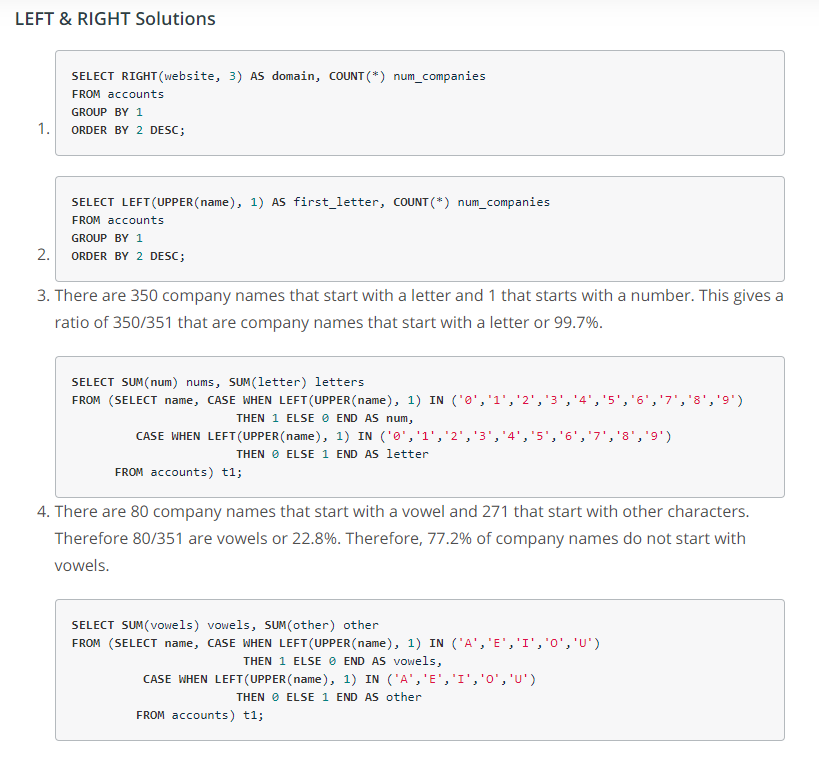 LEFT & RIGHT Solutions
SELECT RIGHT(website, 3) AS domain, COUNT(*) num_companies
FROM accounts
GROUP BY 1
1.
ORDER BY 2 DESC;
SELECT LEFT(UPPER(name), 1) AS first_letter, COUNT(*) num_companies
FROM accounts
GROUP BY 1
2.
ORDER BY 2 DESC;
3. There are 350 company names that start with a letter and 1 that starts with a number. This gives a
ratio of 350/351 that are company names that start with a letter or 99.7%.
SELECT SUM(num) nums, SUM(letter) letters
FROM (SELECT name, CASE WHEN LEFT(UPPER(name), 1) IN ('0','1','2','3','4','5','6','7','8','9')
THEN 1 ELSE 0 END AS num,
CASE WHEN LEFT(UPPER(name), 1) IN ('0','1','2','3','4','5','6','7','8','9')
THEN 0 ELSE 1 END AS letter
FROM accounts) t1;
4. There are 80 company names that start with a vowel and 271 that start with other characters.
Therefore 80/351 are vowels or 22.8%. Therefore, 77.2% of company names do not start with
vowels.
SELECT SUM(vowels) vowels, SUM(other) other
FROM (SELECT name, CASE WHEN LEFT(UPPER(name), 1) IN ('A','E','I','O','U')
THEN 1 ELSE 0 END AS vowels,
CASE WHEN LEFT(UPPER(name), 1) IN ('A','E','I','O','U')
THEN 0 ELSE 1 END AS other
FROM accounts) t1;